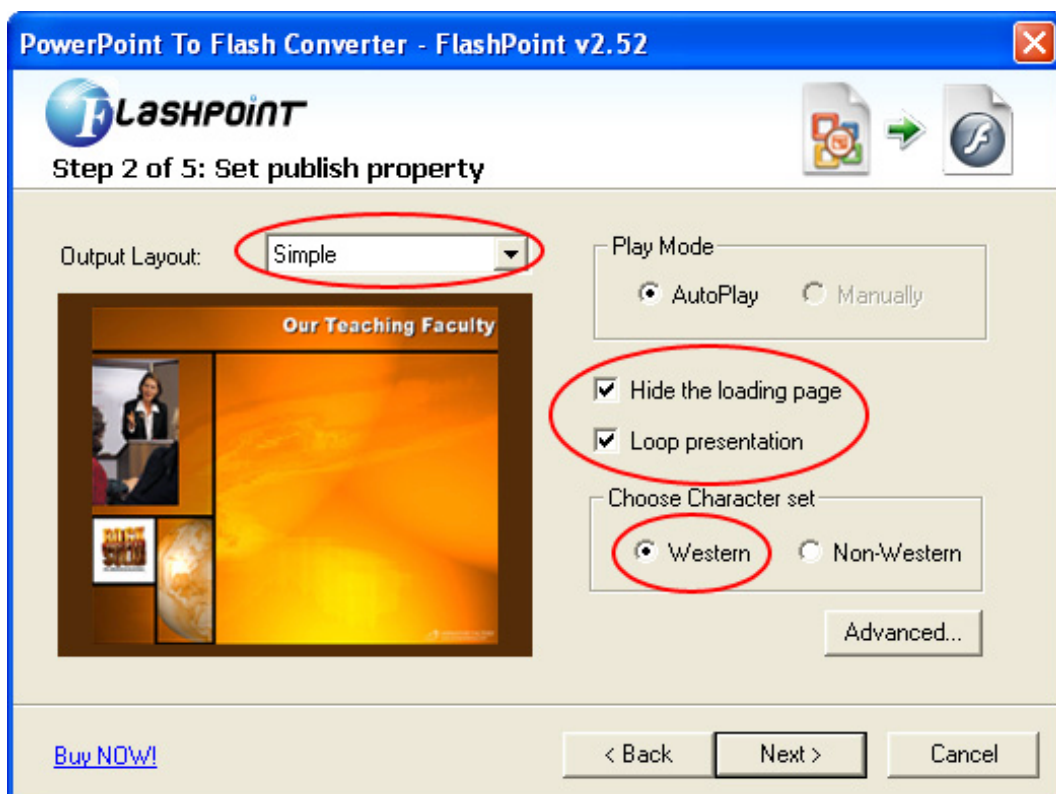 PowerPoint To Flash Converter - FlashPoint v2.52
FLASHPOINT
Step 2 of 5: Set publish property
Output Layout:
Simple
Our Teaching Faculty
Play Mode
AutoPlay
Manually
Hide the loading page
Loop presentation
Choose Character set
Western
Non-Western
Advanced...
Buy NOW!
< Back
Next >
Cancel